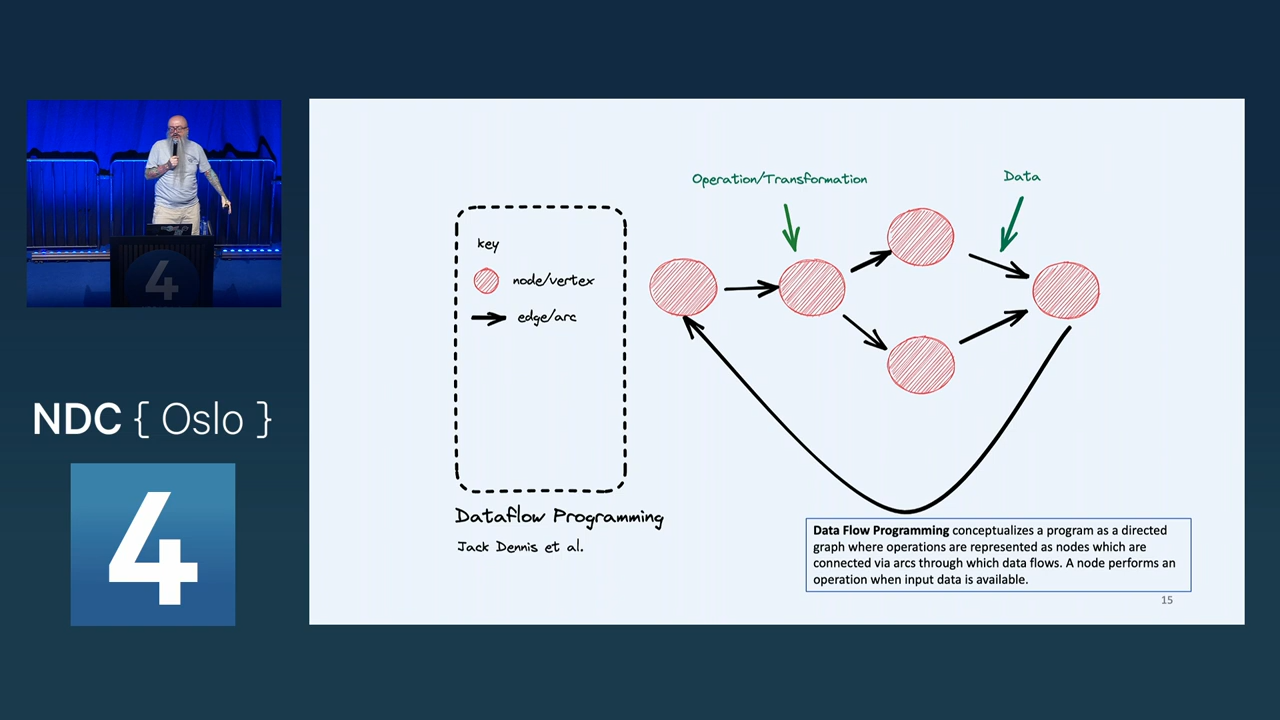 4
NDC { Oslo }
4
Operation/Transformation
Data
key
node/vertex
edge/arc
Dataflow Programming
Jack Dennis et al.
Data Flow Programming conceptualizes a program as a directed
graph where operations are represented as nodes which are
connected via arcs through which data flows. A node performs an
operation when input data is available.
15